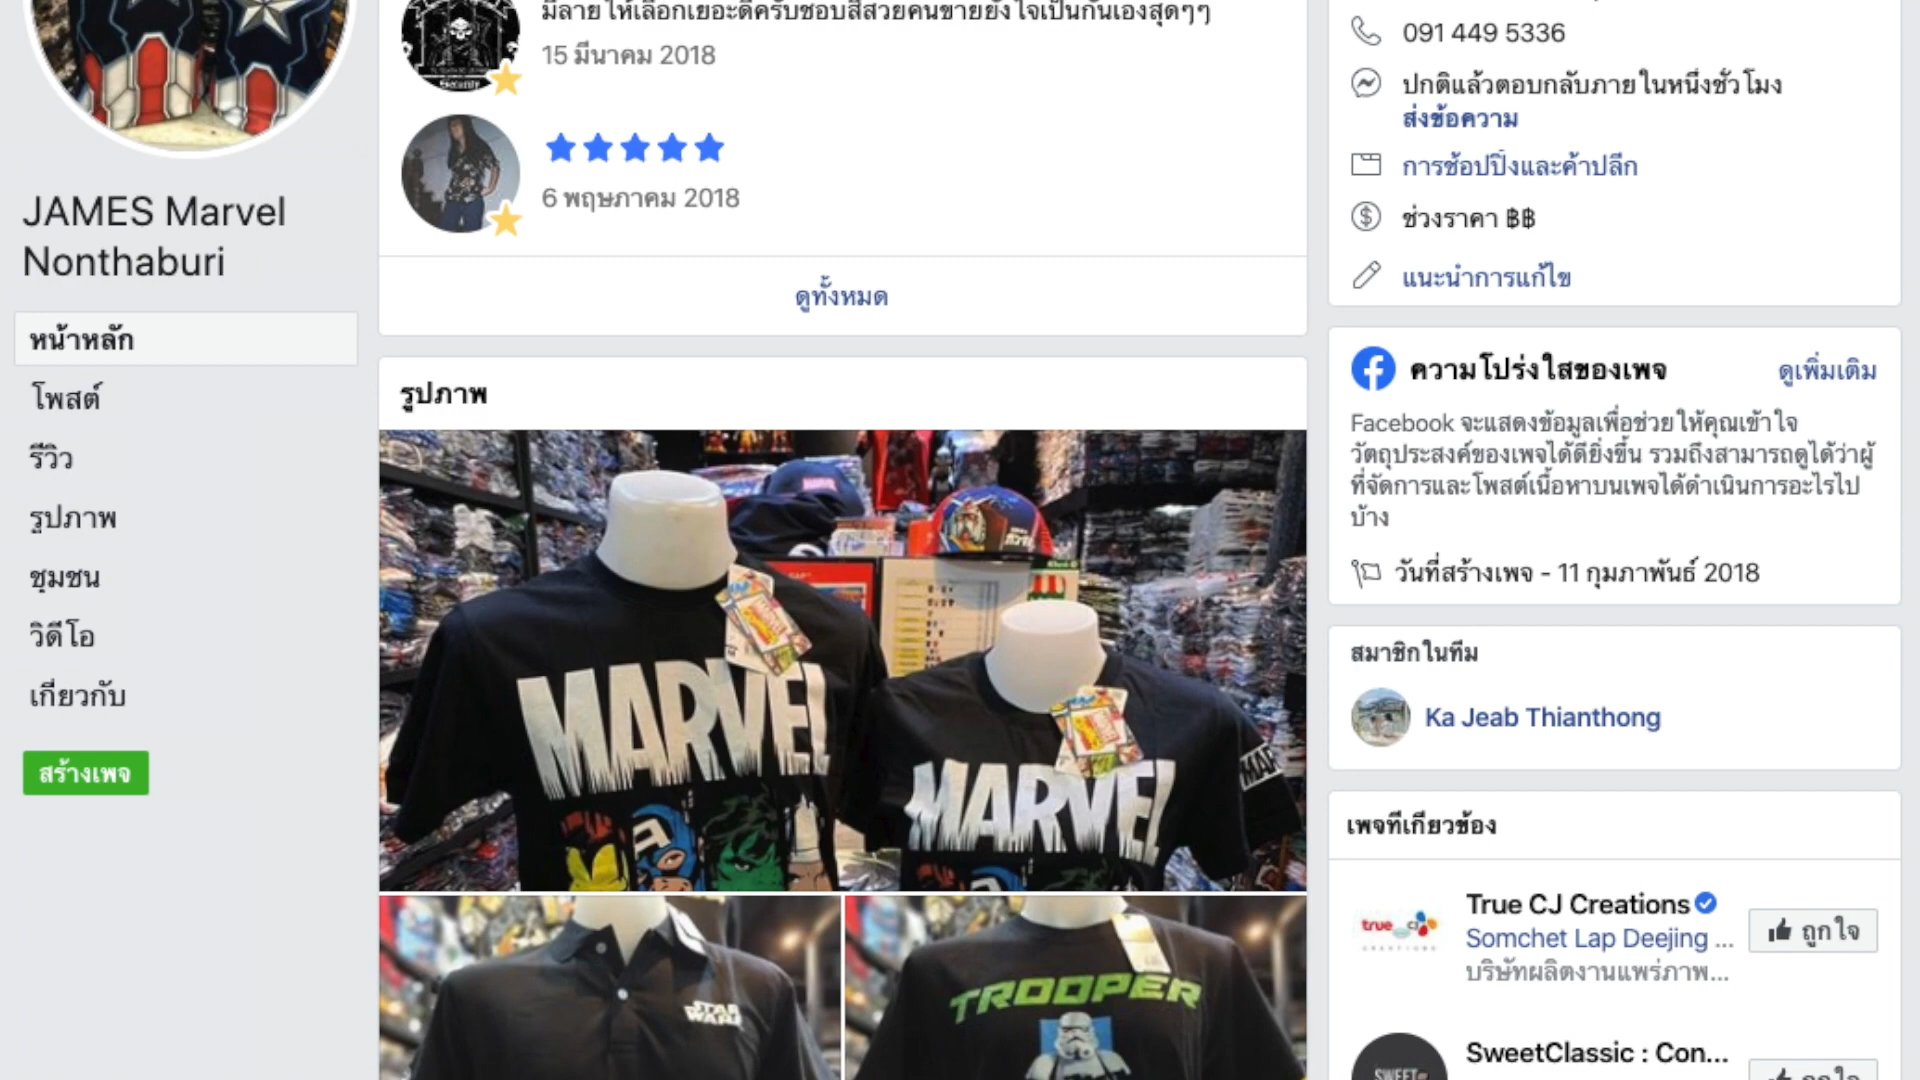 JAMES Marvel
Nonthaburi
หน้าหลัก
โพสต์
รีวิว
รูปภาพ
ชุมชน
วิดีโอ
เกี่ยวกับ
สร้างเพจ
มีลายให้เลือกเยอะดีครับชอบสีสวยคนขายยังใจเป็นกันเองสุดๆๆ
15 มีนาคม 2018
Security
6 พฤษภาคม 2018
ดูทั้งหมด
รูปภาพ
MARVEL
MARVEL
MARVEL
MARVEL
MAR
STAR
WARS
TROOPER
091 449 5336
ปกติแล้วตอบกลับภายในหนึ่งชั่วโมง
ส่งข้อความ
การช้อปปิ้งและค้าปลีก
ช่วงราคา ฿฿
แนะนำการแก้ไข
ความโปร่งใสของเพจ
ดูเพิ่มเติม
Facebook จะแสดงข้อมูลเพื่อช่วยให้คุณเข้าใจ
วัตถุประสงค์ของเพจได้ดียิ่งขึ้น รวมถึงสามารถดูได้ว่าผู้
ที่จัดการและโพสต์เนื้อหาบนเพจได้ดำเนินการอะไรไป
บ้าง
วันที่สร้างเพจ - 11 กุมภาพันธ์ 2018
สมาชิกในทีม
Ka Jeab Thianthong
เพจที่เกี่ยวข้อง
true CJ
CREATIONS
True CJ Creations
Somchet Lap Deejing ...
บริษัทผลิตงานแพร่ภาพ...
ถูกใจ
SWEET
SweetClassic : Con...
ถูกใจ